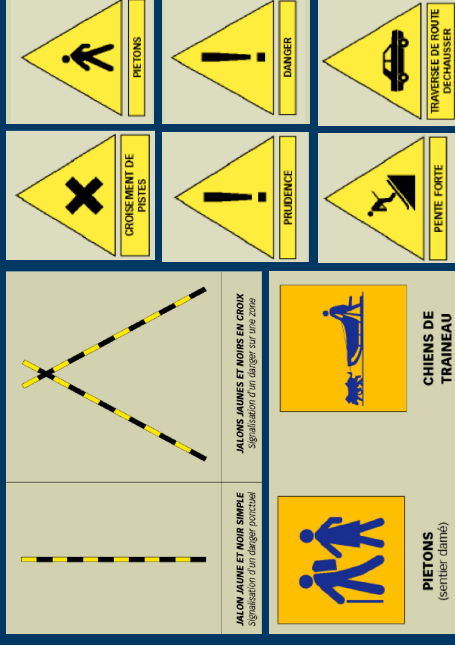 JALON JAUNE ET NOIR SIMPLE
Signalisation d'un danger ponctuel
JALONS JAUNES ET NOIRS EN CROIX
Signalisation d'un danger sur une zone
PIETONS
(sentier damé)
CHIENS DE
TRAINEAU
CROISEMENT DE
PISTES
PIETONS
PRUDENCE
DANGER
PENTE FORTE
TRAVERSEE DE ROUTE
DECHAUSSER